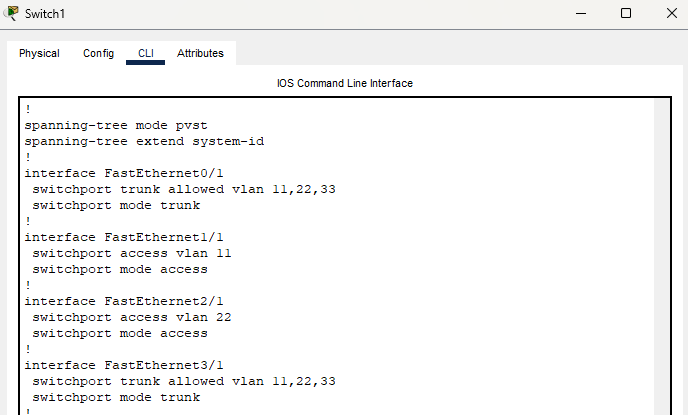 Switch1
Physical Config CLI Attributes
IOS Command Line Interface
!
spanning-tree mode pvst
spanning-tree extend system-id
!
interface FastEthernet0/1
 switchport trunk allowed vlan 11,22,33
 switchport mode trunk
!
interface FastEthernet1/1
 switchport access vlan 11
 switchport mode access
!
interface FastEthernet2/1
 switchport access vlan 22
 switchport mode access
!
interface FastEthernet3/1
 switchport trunk allowed vlan 11,22,33
 switchport mode trunk
!